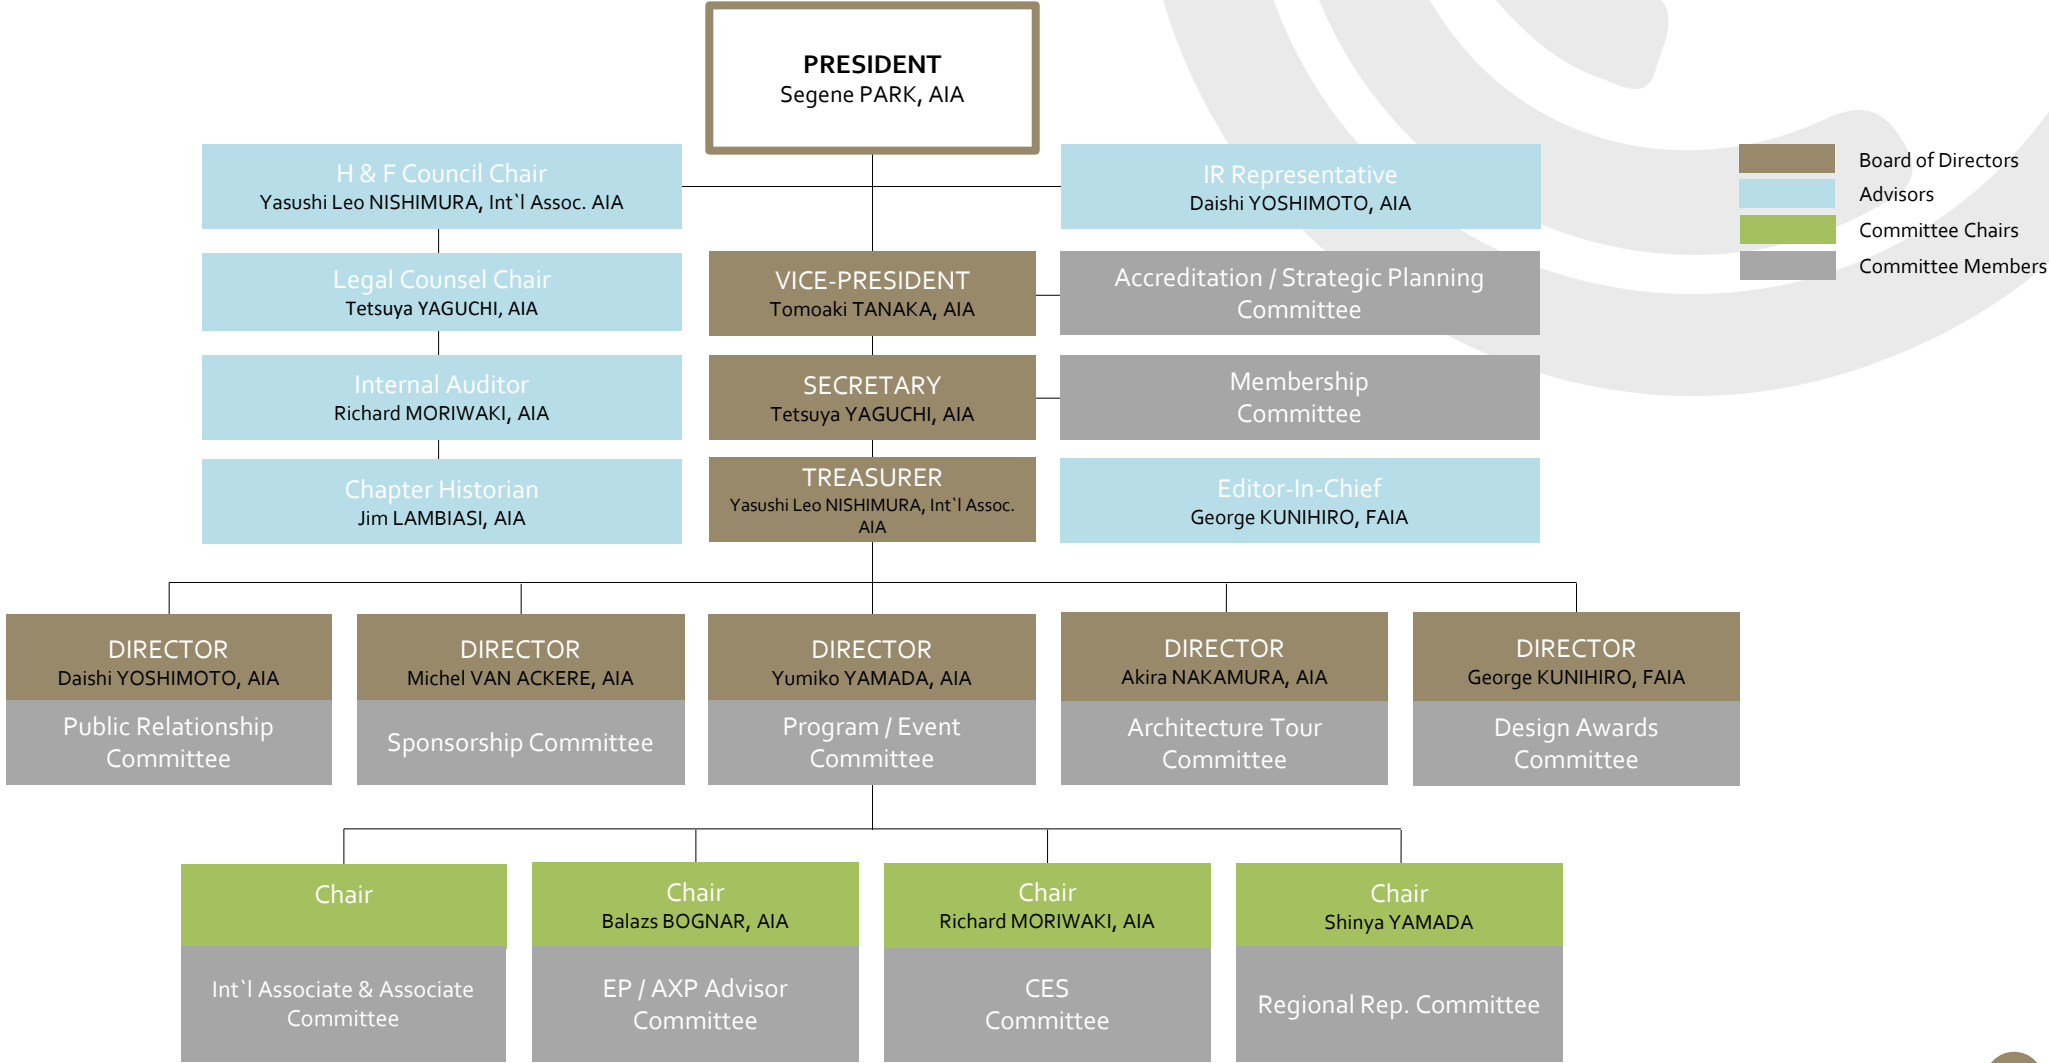 PRESIDENT
Segene PARK, AIA
H & F Council Chair
Yasushi Leo NISHIMURA, Int`l Assoc. AIA
IR Representative
Daishi YOSHIMOTO, AIA
Board of Directors
Advisors
Committee Chairs
Committee Members
Legal Counsel Chair
Tetsuya YAGUCHI, AIA
VICE-PRESIDENT
Tomoaki TANAKA, AIA
Accreditation / Strategic Planning
Committee
Internal Auditor
Richard MORIWAKI, AIA
SECRETARY
Tetsuya YAGUCHI, AIA
Membership
Committee
Chapter Historian
Jim LAMBIASI, AIA
TREASURER
Yasushi Leo NISHIMURA, Int`l Assoc.
AIA
Editor-In-Chief
George KUNIHIRO, FAIA
DIRECTOR
Daishi YOSHIMOTO, AIA
Public Relationship
Committee
DIRECTOR
Michel VAN ACKERE, AIA
Sponsorship Committee
DIRECTOR
Yumiko YAMADA, AIA
Program / Event
Committee
DIRECTOR
Akira NAKAMURA, AIA
Architecture Tour
Committee
DIRECTOR
George KUNIHIRO, FAIA
Design Awards
Committee
Chair
Int`l Associate & Associate
Committee
Chair
Balazs BOGNAR, AIA
EP / AXP Advisor
Committee
Chair
Richard MORIWAKI, AIA
CES
Committee
Chair
Shinya YAMADA
Regional Rep. Committee